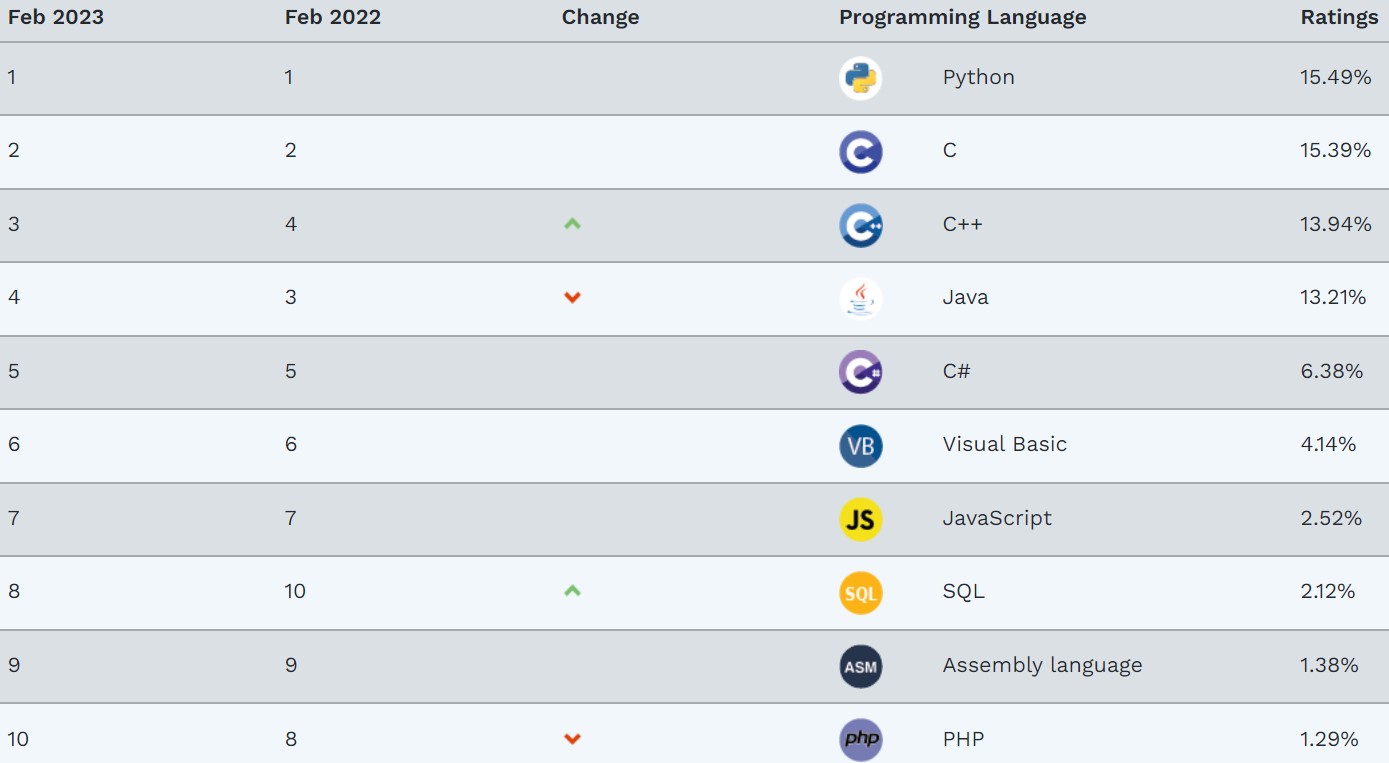 Feb 2023 Feb 2022 Change Programming Language Ratings
1 1 Python 15.49%
2 2 C C 15.39%
3 4 C++ C++ 13.94%
4 3 Java 13.21%
5 5 C# C# 6.38%
6 6 VB Visual Basic 4.14%
7 7 JS JavaScript 2.52%
8 10 SQL SQL 2.12%
9 9 ASM Assembly language 1.38%
10 8 php PHP 1.29%